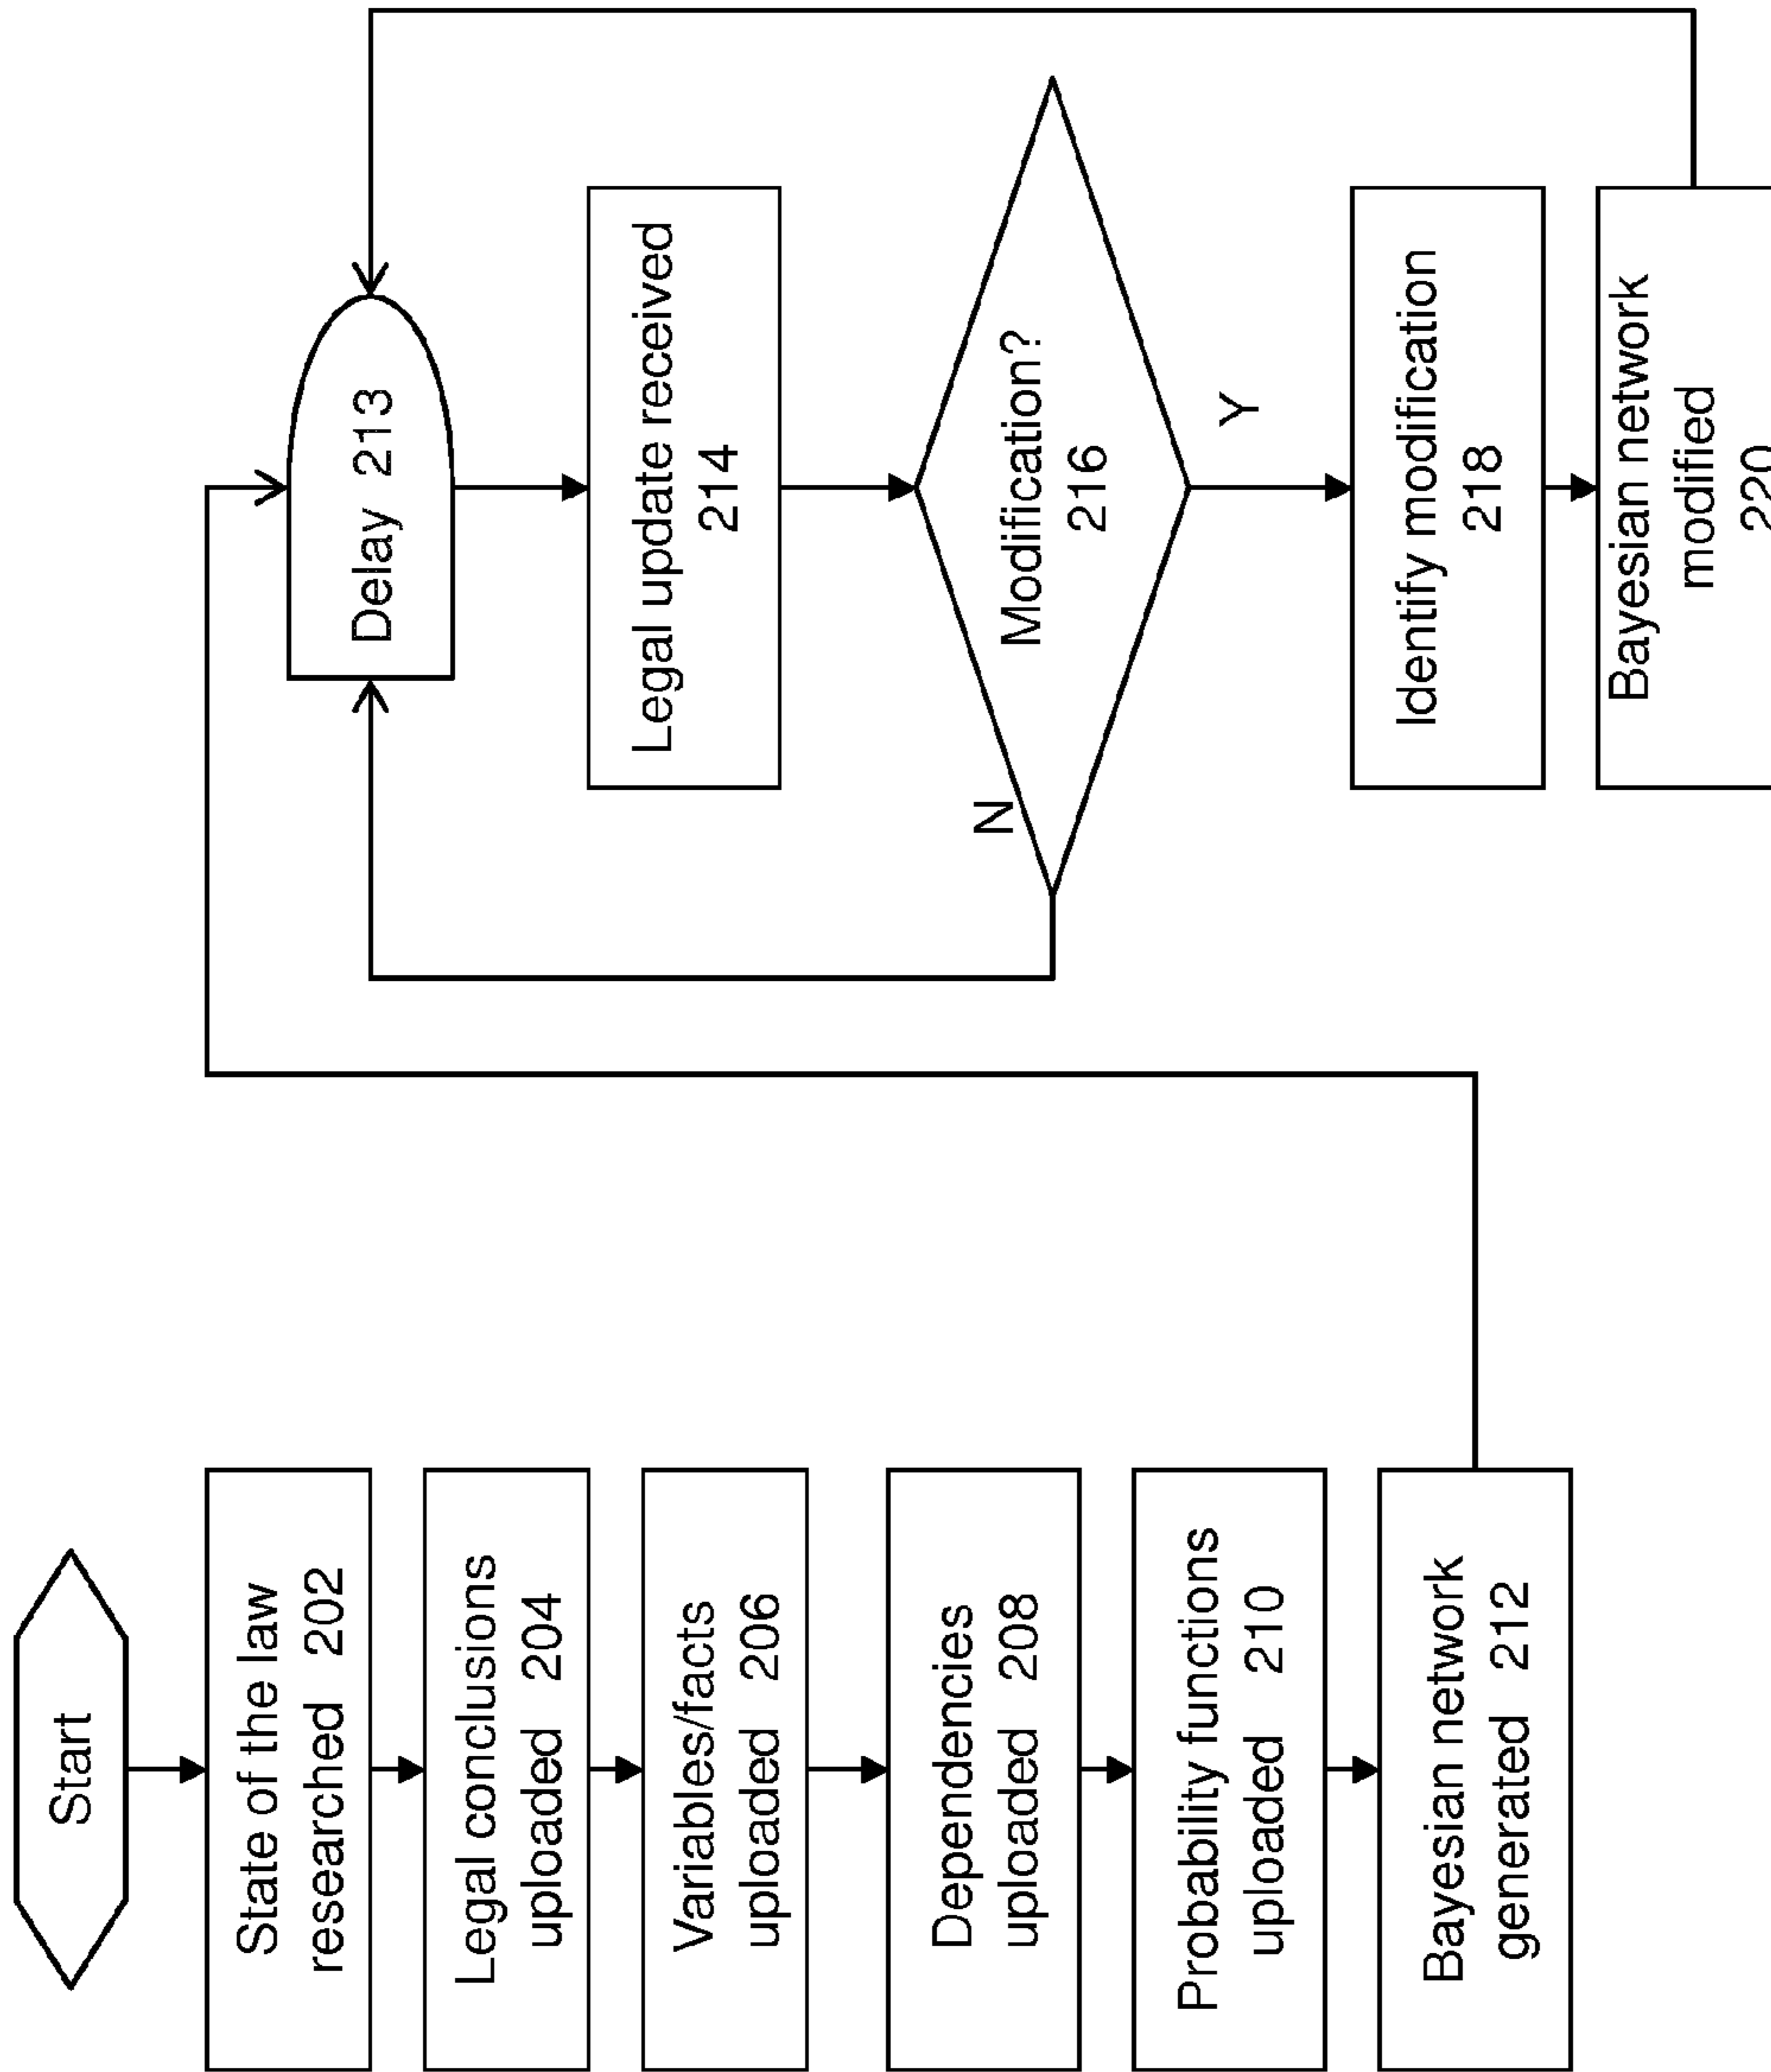 Start
State of the law
researched 202
Legal conclusions
uploaded 204
Variables/facts
uploaded 206
Dependencies
uploaded 208
Probability functions
uploaded 210
Bayesian network
generated 212
Delay 213
Legal update received
214
Modification?
216
N
Y
Identify modification
218
Bayesian network
modified
220